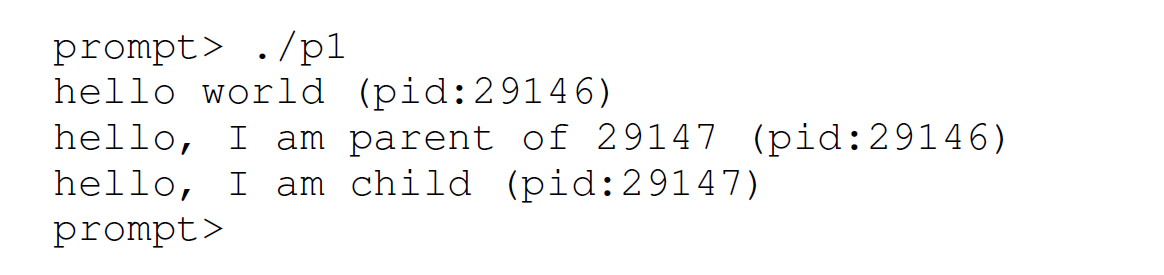 prompt> ./p1
hello world (pid:29146)
hello, I am parent of 29147 (pid:29146)
hello, I am child (pid:29147)
prompt>